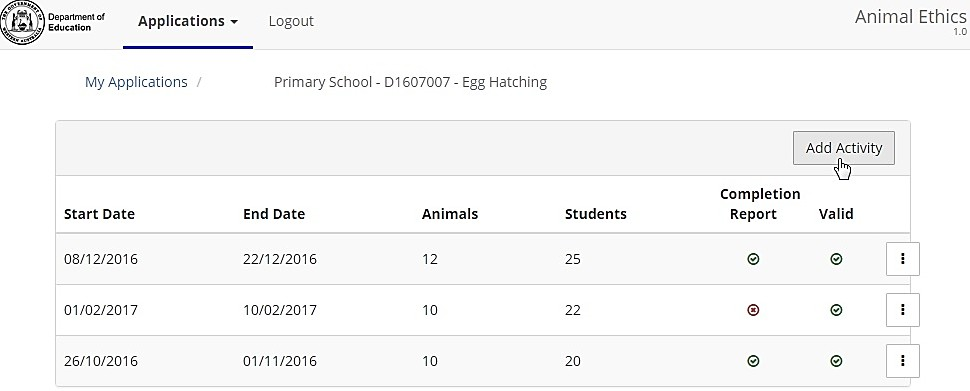 Department of
Education
Applications
Logout
Animal Ethics
1.0
My Applications / Primary School - D1607007 - Egg Hatching
Add Activity
Start Date End Date Animals Students Completion Report Valid
08/12/2016 22/12/2016 12 25
01/02/2017 10/02/2017 10 22
26/10/2016 01/11/2016 10 20